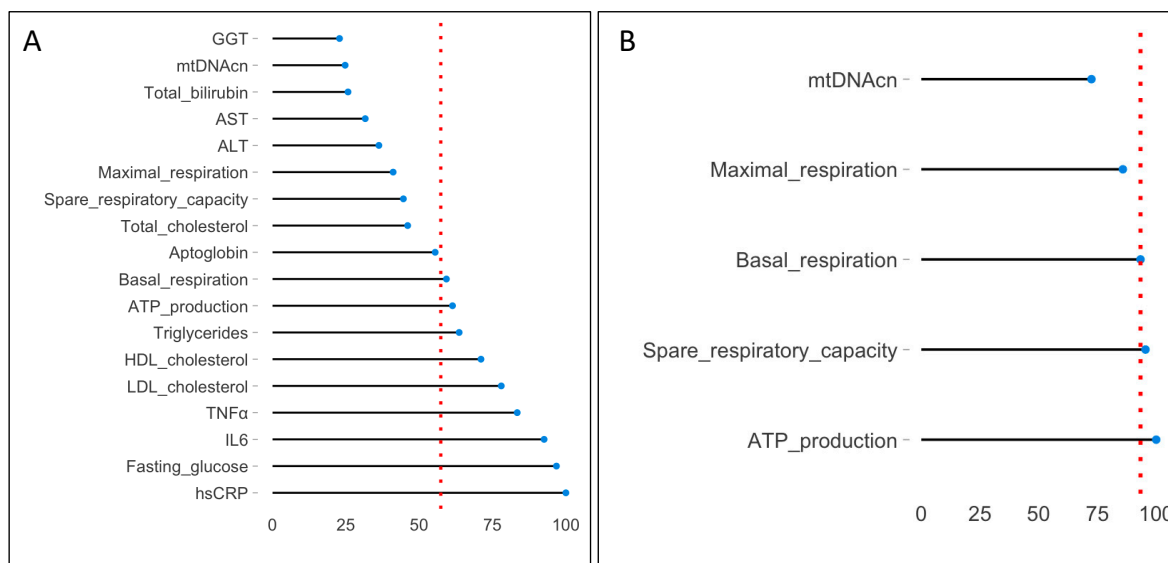 A
GGT
mtDNAcn
Total_bilirubin
AST
ALT
Maximal_respiration
Spare_respiratory_capacity
Total_cholesterol
Aptoglobin
Basal_respiration
ATP_production
Triglycerides
HDL_cholesterol
LDL_cholesterol
TNFα
IL6
Fasting_glucose
hsCRP
0 25 50 75 100
B
mtDNAcn
Maximal_respiration
Basal_respiration
Spare_respiratory_capacity
ATP_production
0 25 50 75 100